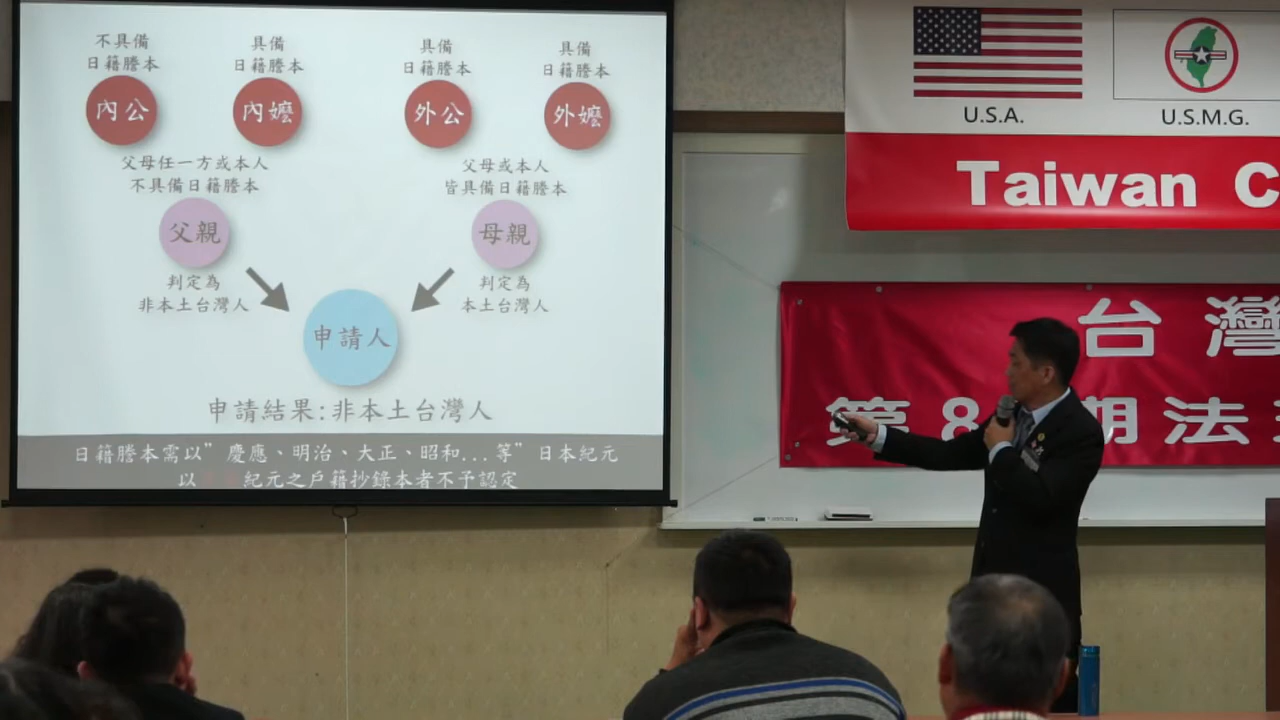 不具備
日籍謄本
具備
日籍謄本
具備
日籍謄本
具備
日籍謄本
內公
內嬤
外公
外嬤
父母任一方或本人
不具備日籍謄本
父母或本人
皆具備日籍謄本
父親
母親
判定為
非本土台灣人
判定為
本土台灣人
申請人
申請結果:非本土台灣人
日籍謄本需以”慶應、明治、大正、昭和...等”日本紀元
以 紀元之戶籍抄錄本者不予認定
U.S.A.
U.S.M.G.
Taiwan C
台灣
第8 期法